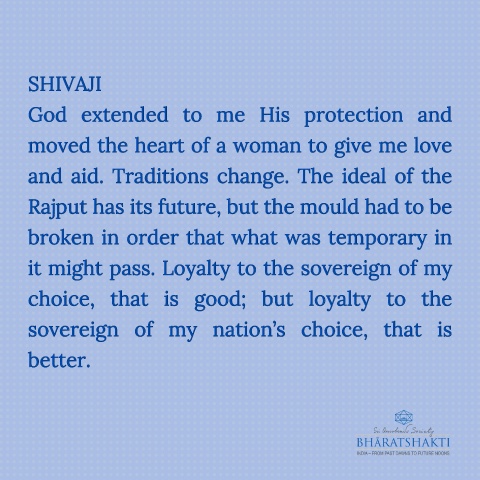 SHIVAJI
God extended to me His protection and
moved the heart of a woman to give me love
and aid. Traditions change. The ideal of the
Rajput has its future, but the mould had to be
broken in order that what was temporary in
it might pass. Loyalty to the sovereign of my
choice, that is good; but loyalty to the
sovereign of my nation’s choice, that is
better.
Sri Aurobindo Society
BHĀRATSHAKTI
INDIA—FROM PAST DAWNS TO FUTURE NOONS